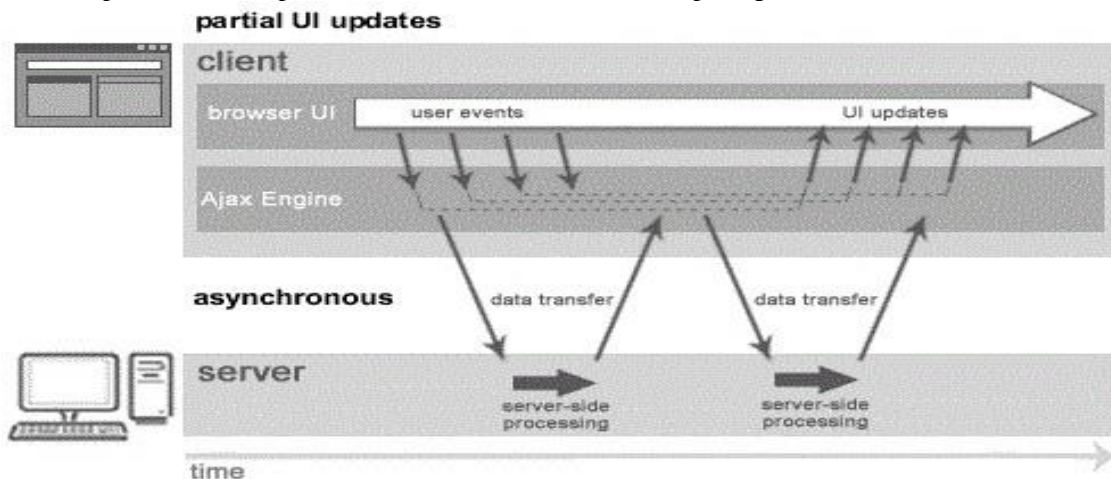 partial UI updates
client
browser UI
user events
UI updates
Ajax Engine
asynchronous
data transfer
data transfer
server
server-side
processing
server-side
processing
time